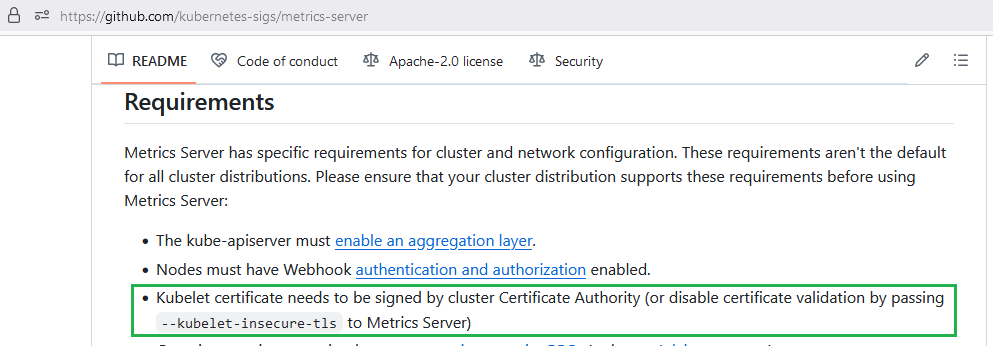 https://github.com/kubernetes-sigs/metrics-server
README Code of conduct Apache-2.0 license Security
Requirements
Metrics Server has specific requirements for cluster and network configuration. These requirements aren't the default
for all cluster distributions. Please ensure that your cluster distribution supports these requirements before using
Metrics Server:
• The kube-apiserver must enable an aggregation layer.
• Nodes must have Webhook authentication and authorization enabled.
• Kubelet certificate needs to be signed by cluster Certificate Authority (or disable certificate validation by passing
--kubelet-insecure-tls to Metrics Server)